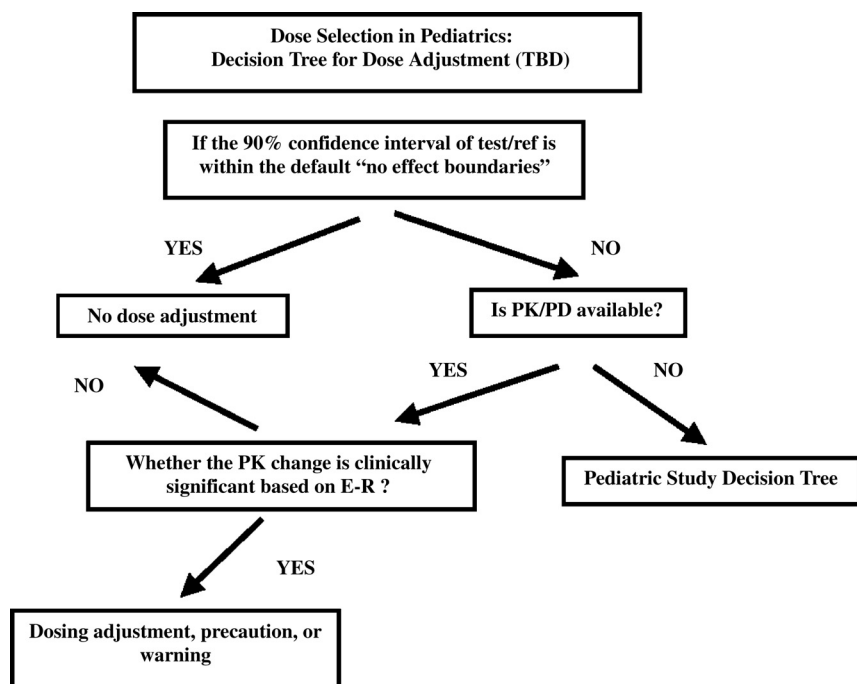 Dose Selection in Pediatrics:
Decision Tree for Dose Adjustment (TBD)
If the 90% confidence interval of test/ref is
within the default “no effect boundaries”
YES
NO
No dose adjustment
Is PK/PD available?
NO
YES
NO
Whether the PK change is clinically
significant based on E-R ?
Pediatric Study Decision Tree
YES
Dosing adjustment, precaution, or
warning